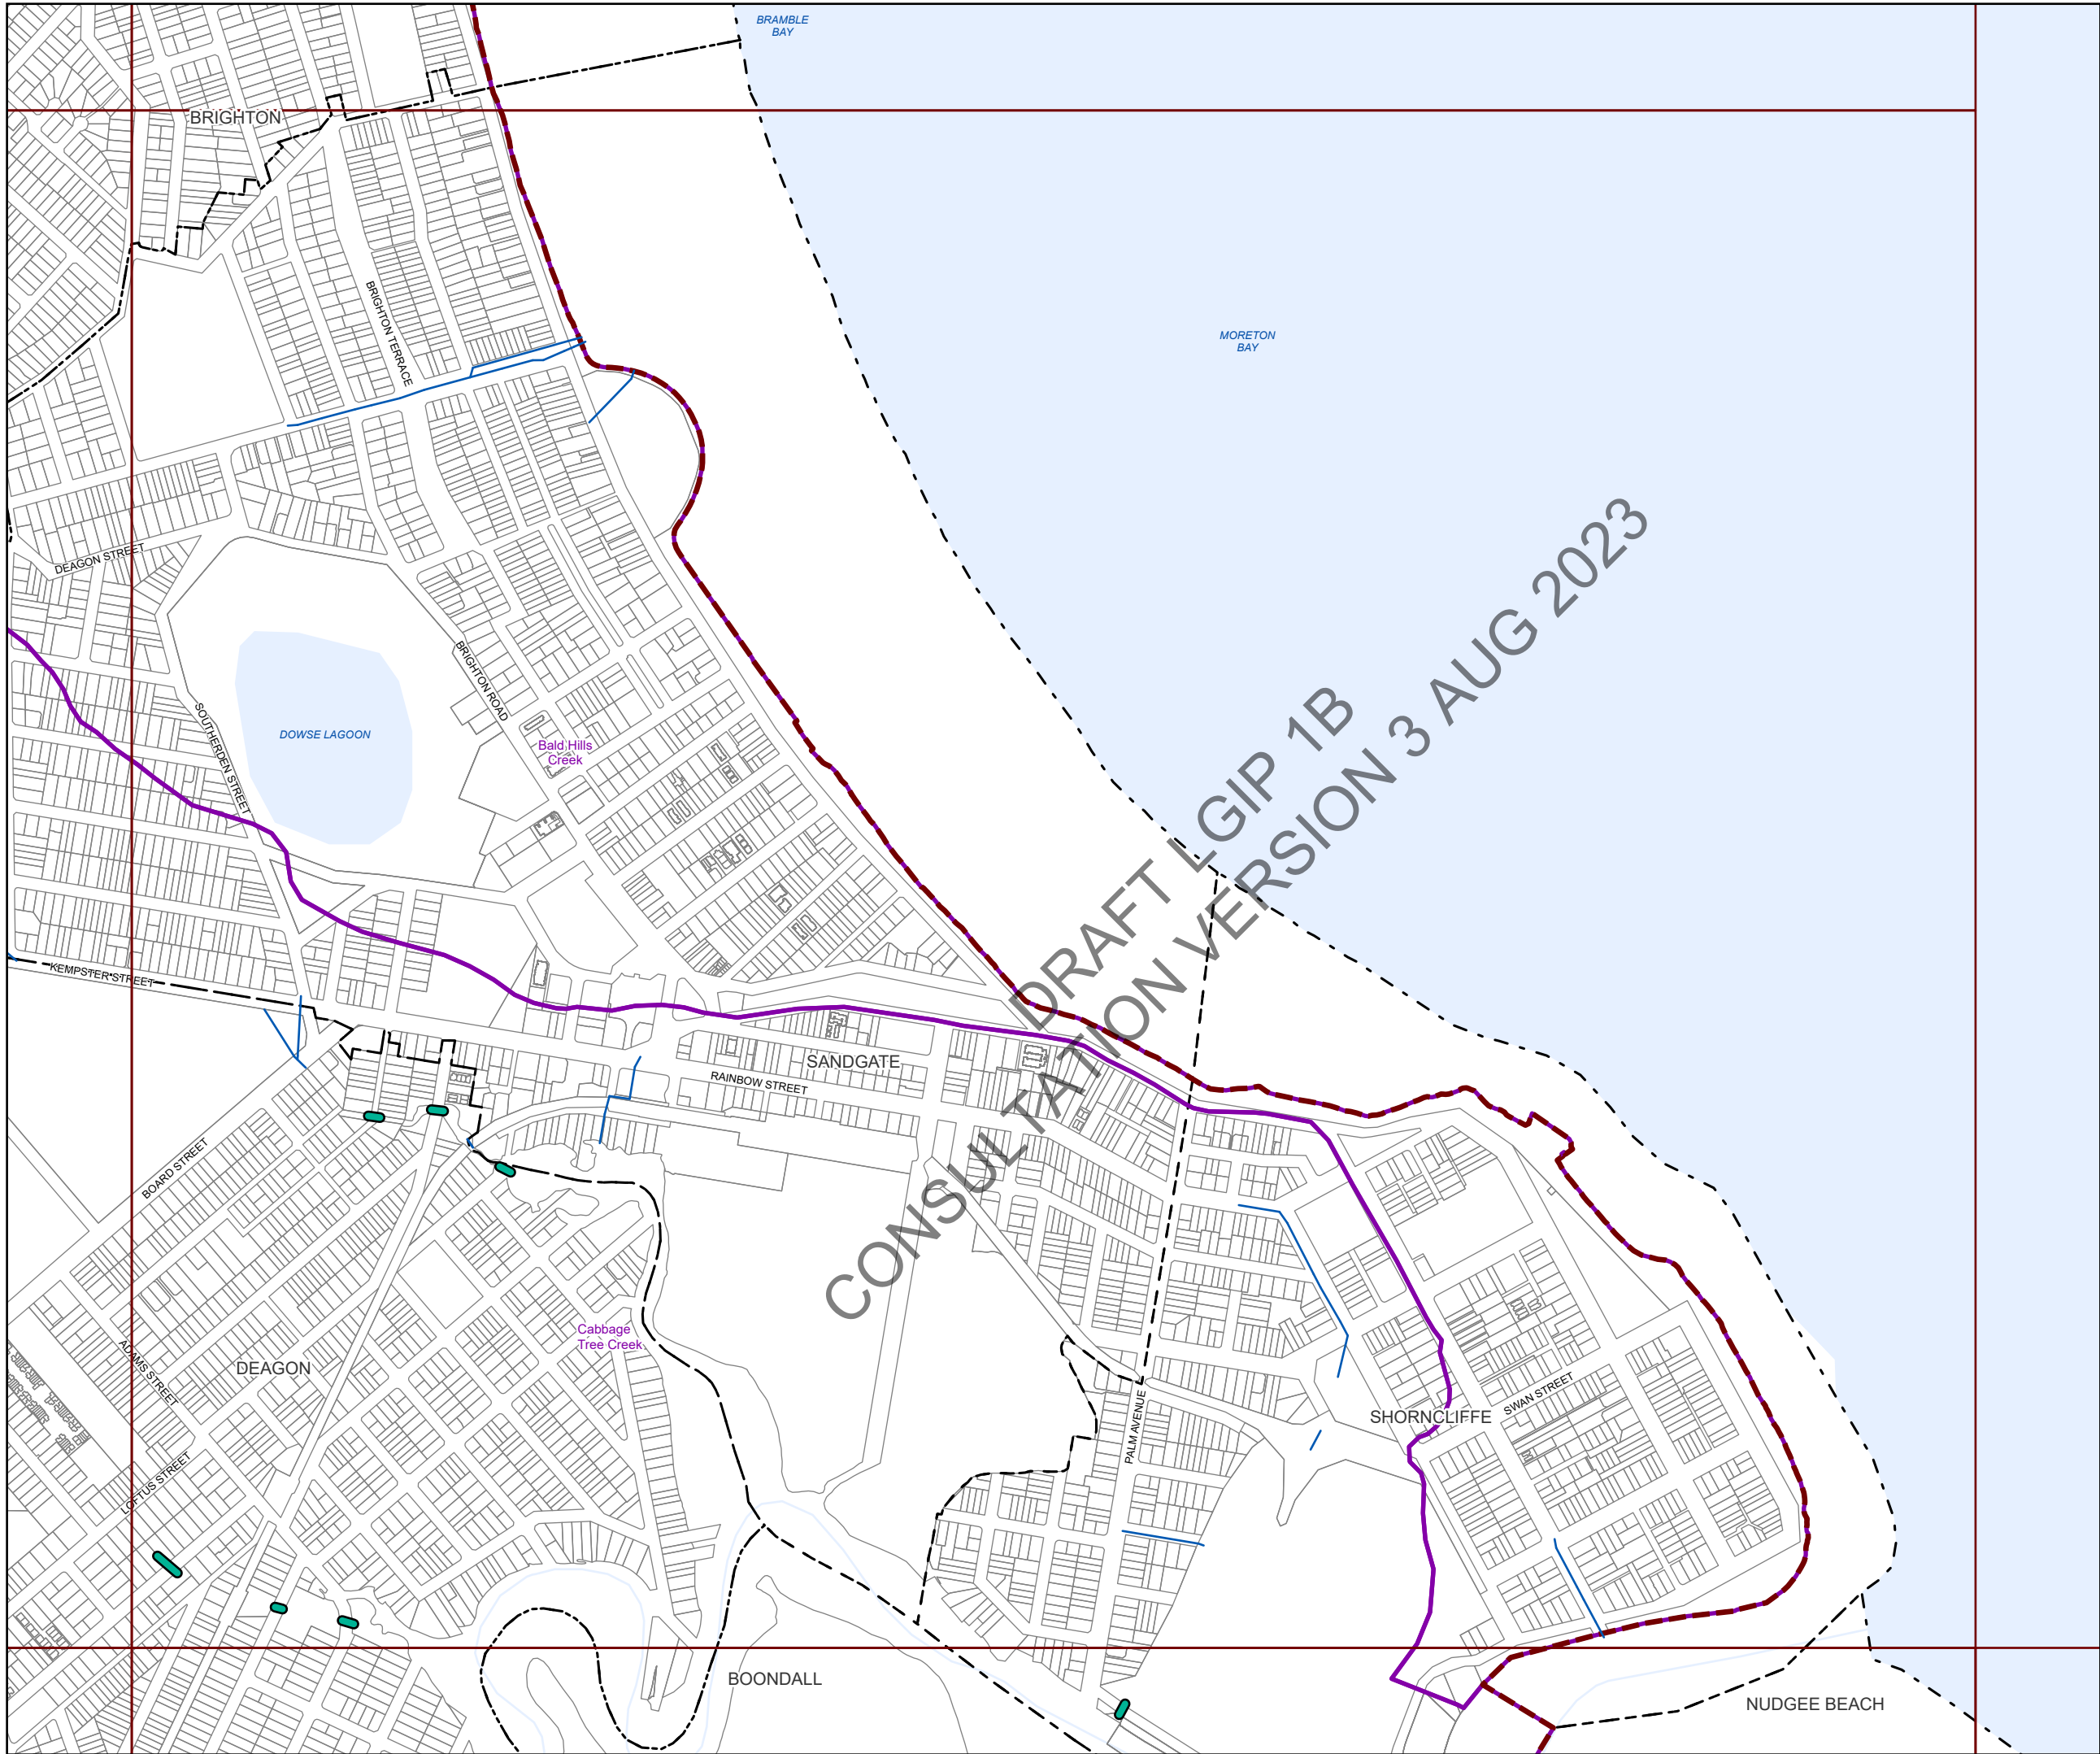 BRAMBLE
BAY
BRIGHTON
MORETON
BAY
BRIGHTON TERRACE
DEAGON STREET
BRIGHTON ROAD
SOUTHERDEN STREET
DOWSE LAGOON
Bald Hills
Creek
DRAFT LGIP 1B
CONSULTATION VERSION 3 AUG 2023
KEMPSTER STREET
SANDGATE
RAINBOW STREET
BOARD STREET
Cabbage
Tree Creek
ADAMS STREET
DEAGON
SWAN STREET
SHORNCLIFFE
PALM AVENUE
LOFTUS STREET
BOONDALL
NUDGEE BEACH